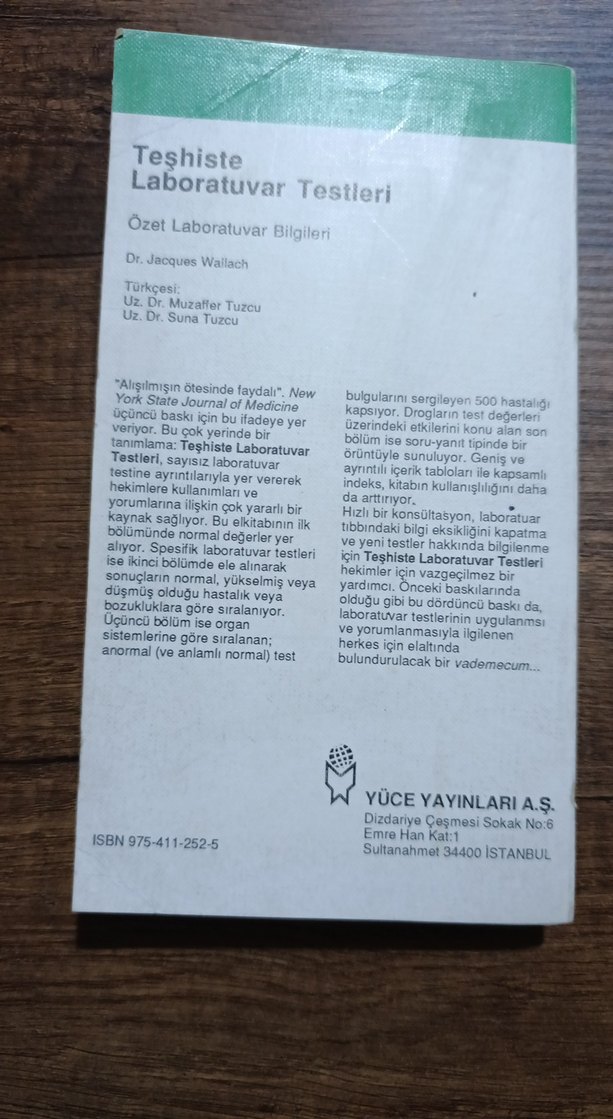 Teşhiste
Laboratuvar Testleri
Özet Laboratuvar Bilgileri
Dr. Jacques Wallach
Türkçesi:
Uz. Dr. Muzaffer Tuzcu
Uz. Dr. Suna Tuzcu
"Alışılmışın ötesinde faydalı". New
York State Journal of Medicine
üçüncü baskı için bu ifadeye yer
veriyor. Bu çok yerinde bir
tanımlama: Teşhiste Laboratuvar
Testleri, sayısız laboratuvar
testine ayrıntılarıyla yer vererek
hekimlere kullanımları ve
yorumlarına ilişkin çok yararlı bir
kaynak sağlıyor. Bu elkitabının ilk
bölümünde normal değerler yer
alıyor. Spesifik laboratuvar testleri
ise ikinci bölümde ele alınarak
sonuçların normal, yükselmiş veya
düşmüş olduğu hastalık veya
bozukluklara göre sıralanıyor.
Üçüncü bölüm ise organ
sistemlerine göre sıralanan;
anormal (ve anlamlı normal) test
bulgularını sergileyen 500 hastalığı
kapsıyor. Drogların test değerleri
üzerindeki etkilerini konu alan son
bölüm ise soru-yanıt tipinde bir
örüntüyle sunuluyor. Geniş ve
ayrıntılı içerik tabloları ile kapsamlı
indeks, kitabın kullanışlılığını daha
da arttırıyor.
Hızlı bir konsültasyon, laboratuar
tıbbındaki bilgi eksikliğini kapatma
ve yeni testler hakkında bilgilenme
için Teşhiste Laboratuvar Testleri
hekimler için vazgeçilmez bir
yardımcı. Önceki baskılarında
olduğu gibi bu dördüncü baskı da,
laboratuvar testlerinin uygulanması
ve yorumlanmasıyla ilgilenen
herkes için elaltında
bulundurulacak bir vademecum...
YÜCE YAYINLARI A.Ş.
Dizdariye Çeşmesi Sokak No:6
Emre Han Kat:1
Sultanahmet 34400 İSTANBUL
ISBN 975-411-252-5